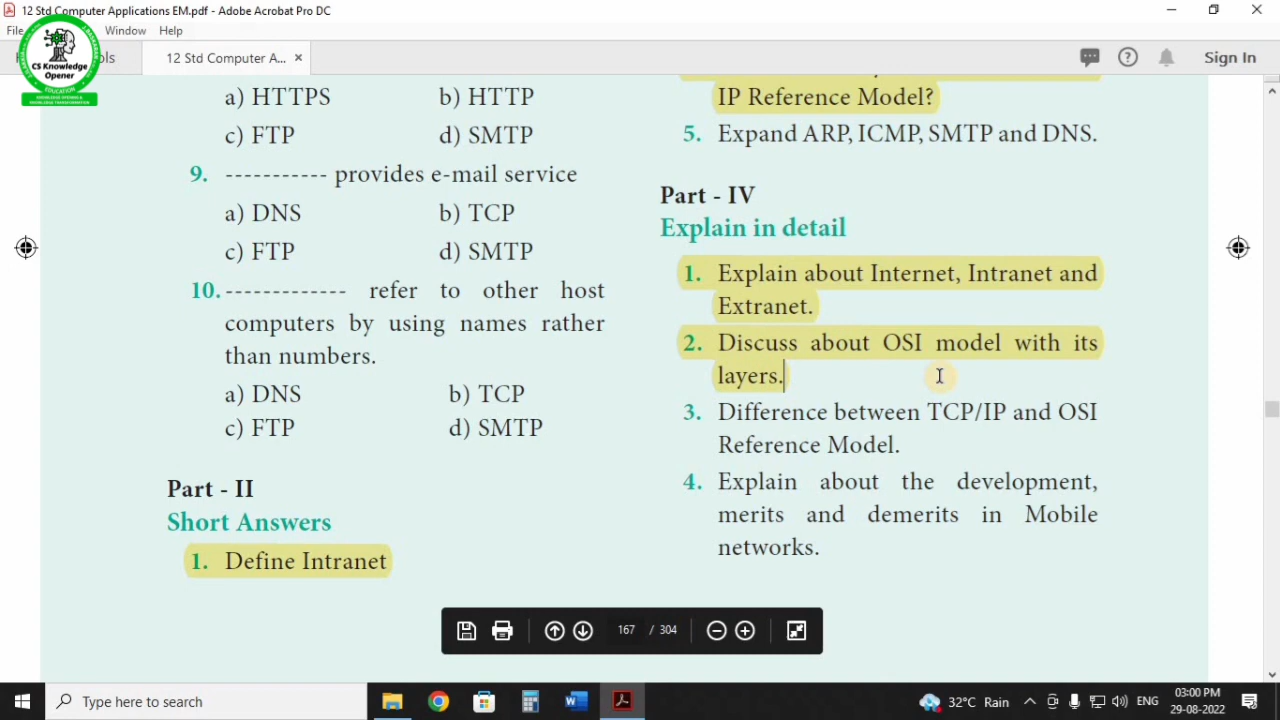 12 Std Computer Applications EM.pdf - Adobe Acrobat Pro DC
File
Window
Help
ols
12 Std Computer A...
Sign In
CS Knowledge
Opener
EDUCATION
a) HTTPS b) HTTP
c) FTP d) SMTP
9. ----------- provides e-mail service
a) DNS b) TCP
c) FTP d) SMTP
10. ------------- refer to other host
computers by using names rather
than numbers.
a) DNS b) TCP
c) FTP d) SMTP
Part - II
Short Answers
1. Define Intranet
IP Reference Model?
5. Expand ARP, ICMP, SMTP and DNS.
Part - IV
Explain in detail
1. Explain about Internet, Intranet and
Extranet.
2. Discuss about OSI model with its
layers.
3. Difference between TCP/IP and OSI
Reference Model.
4. Explain about the development,
merits and demerits in Mobile
networks.
167 / 304
Type here to search
32°C Rain
ENG
03:00 PM
29-08-2022